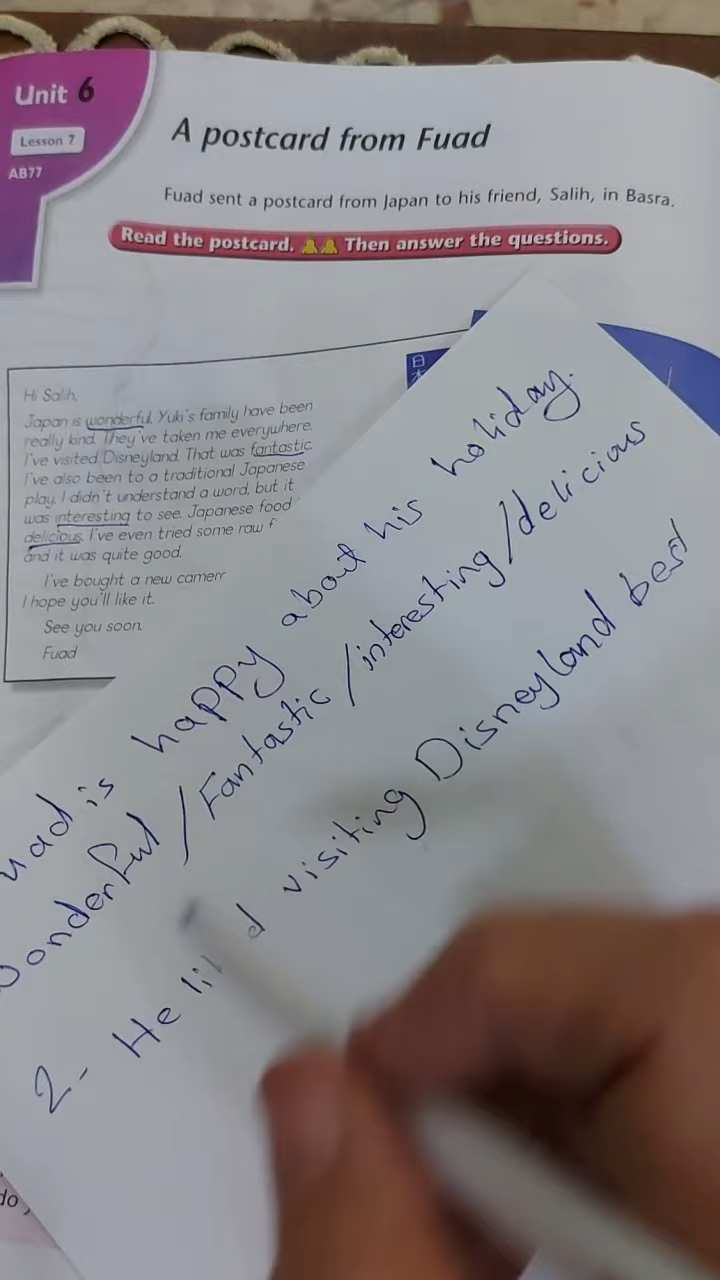 Unit 6
Lesson 7
AB77
A postcard from Fuad
Fuad sent a postcard from Japan to his friend, Salih, in Basra.
Read the postcard. Then answer the questions.
日
Hi Salih,
Japan is wonderful. Yuki's family have been
really kind. They've taken me everywhere.
I've visited Disneyland. That was fantastic.
I've also been to a traditional Japanese
play. I didn't understand a word, but it
was interesting to see. Japanese food
delicious. I've even tried some raw f
and it was quite good.
I've bought a new camer
I hope you'll like it.
See you soon.
Fuad
uad is happy about his holiday.
wonderful / Fantastic / interesting / delicious
2- He li d visiting Disneyland best
do